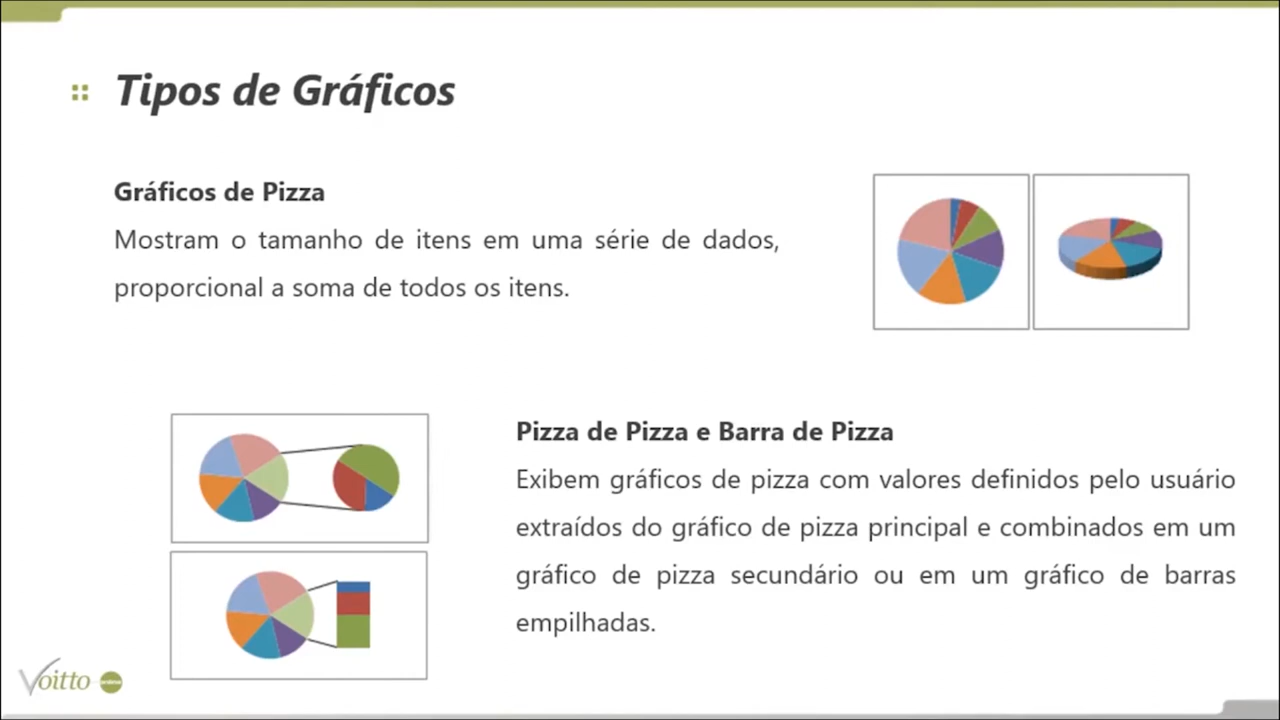 Tipos de Gráficos
Gráficos de Pizza
Mostram o tamanho de itens em uma série de dados,
proporcional a soma de todos os itens.
Pizza de Pizza e Barra de Pizza
Exibem gráficos de pizza com valores definidos pelo usuário
extraídos do gráfico de pizza principal e combinados em um
gráfico de pizza secundário ou em um gráfico de barras
empilhadas.
Voitto